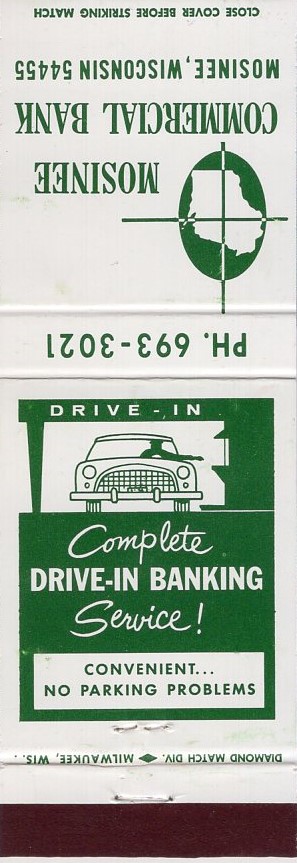 CLOSE COVER BEFORE STRIKING MATCH
MOSINEE
COMMERCIAL BANK
MOSINEE, WISCONSIN 54455
PH. 693-3021
DRIVE-IN
Complete
DRIVE-IN BANKING
Service!
CONVENIENT...
NO PARKING PROBLEMS
DIAMOND MATCH DIV. MILWAUKEE, WIS.